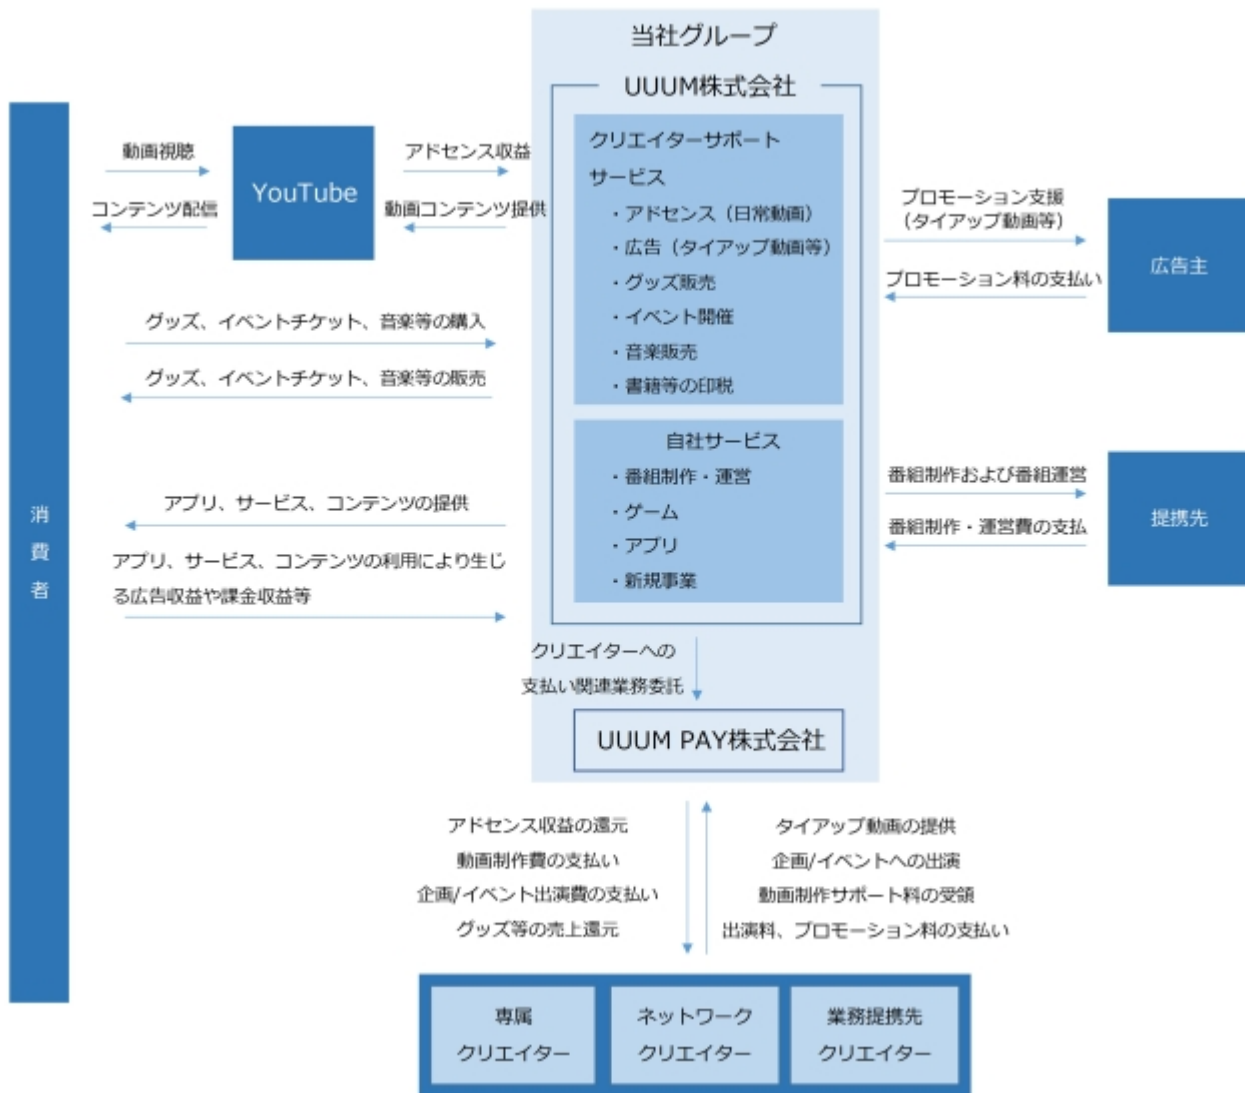 当社グループ
UUUM株式会社
クリエイターサポート
サービス
・アドセンス（日常動画）
・広告（タイアップ動画等）
・グッズ販売
・イベント開催
・音楽販売
・書籍等の印税
自社サービス
・番組制作・運営
・ゲーム
・アプリ
・新規事業
クリエイターへの
支払い関連業務委託
UUUM PAY株式会社
消費者
動画視聴
コンテンツ配信
YouTube
アドセンス収益
動画コンテンツ提供
グッズ、イベントチケット、音楽等の購入
グッズ、イベントチケット、音楽等の販売
アプリ、サービス、コンテンツの提供
アプリ、サービス、コンテンツの利用により生じ
る広告収益や課金収益等
プロモーション支援
（タイアップ動画等）
プロモーション料の支払い
広告主
番組制作および番組運営
番組制作・運営費の支払
提携先
アドセンス収益の還元
動画制作費の支払い
企画/イベント出演費の支払い
グッズ等の売上還元
タイアップ動画の提供
企画/イベントへの出演
動画制作サポート料の受領
出演料、プロモーション料の支払い
専属
クリエイター
ネットワーク
クリエイター
業務提携先
クリエイター